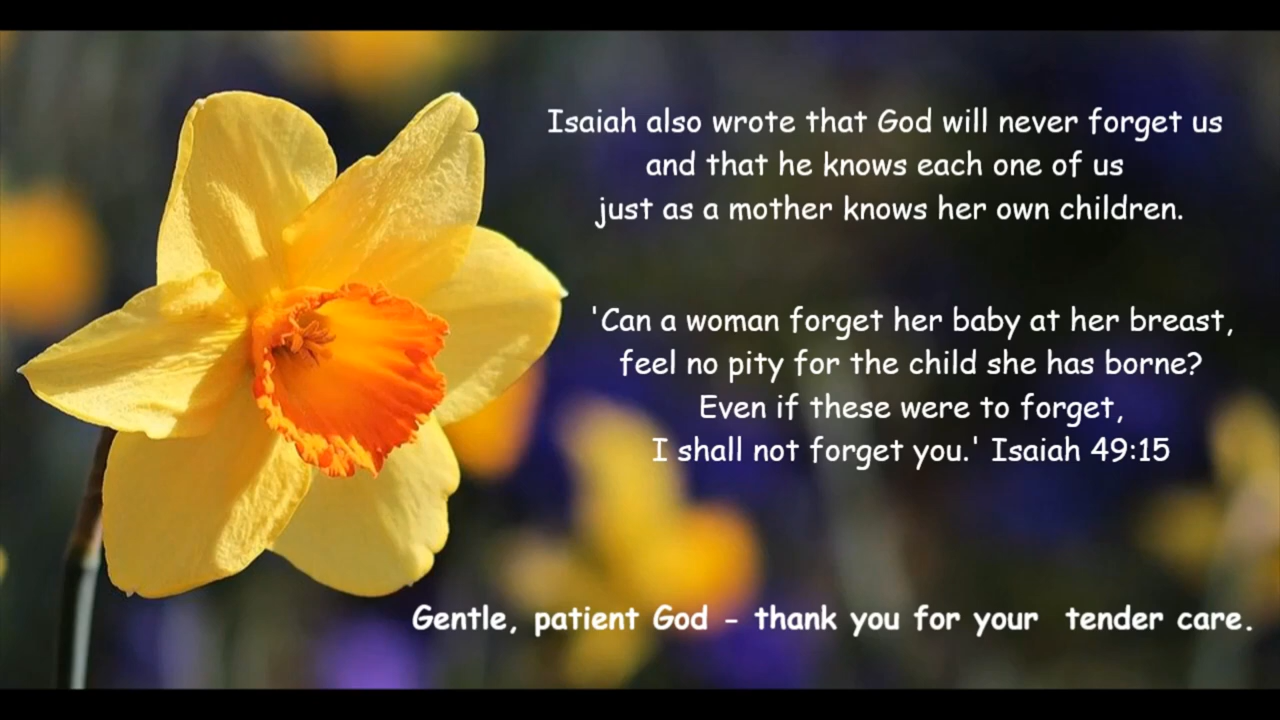 Isaiah also wrote that God will never forget us
and that he knows each one of us
just as a mother knows her own children.
'Can a woman forget her baby at her breast,
feel no pity for the child she has borne?
Even if these were to forget,
I shall not forget you.' Isaiah 49:15
Gentle, patient God - thank you for your  tender care.